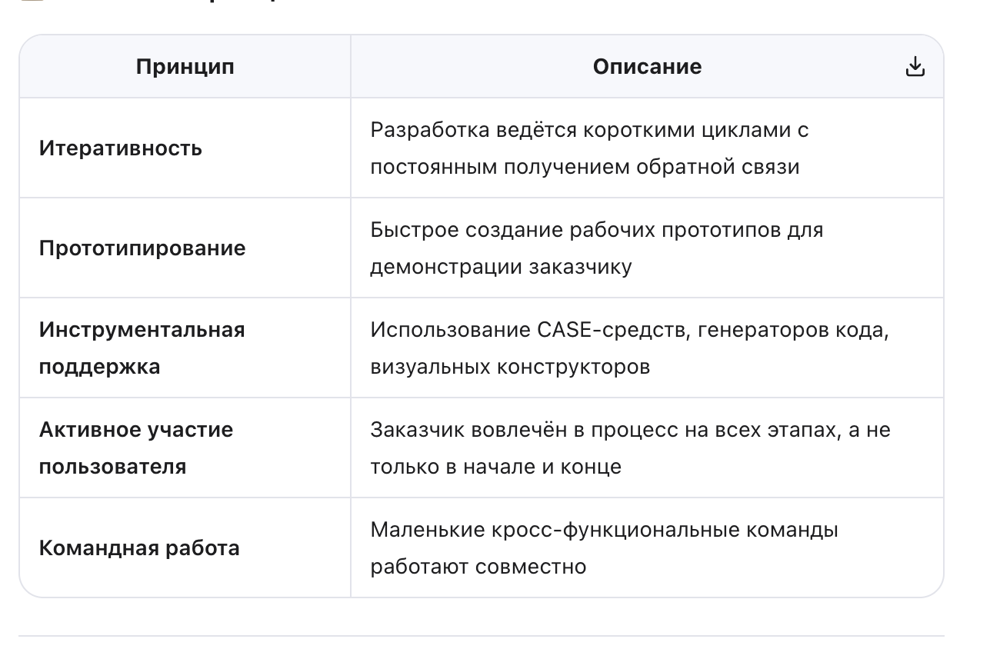 Принцип
Описание
Итеративность
Разработка ведётся короткими циклами с
постоянным получением обратной связи
Прототипирование
Быстрое создание рабочих прототипов для
демонстрации заказчику
Инструментальная
поддержка
Использование CASE-средств, генераторов кода,
визуальных конструкторов
Активное участие
пользователя
Заказчик вовлечён в процесс на всех этапах, а не
только в начале и конце
Командная работа
Маленькие кросс-функциональные команды
работают совместно